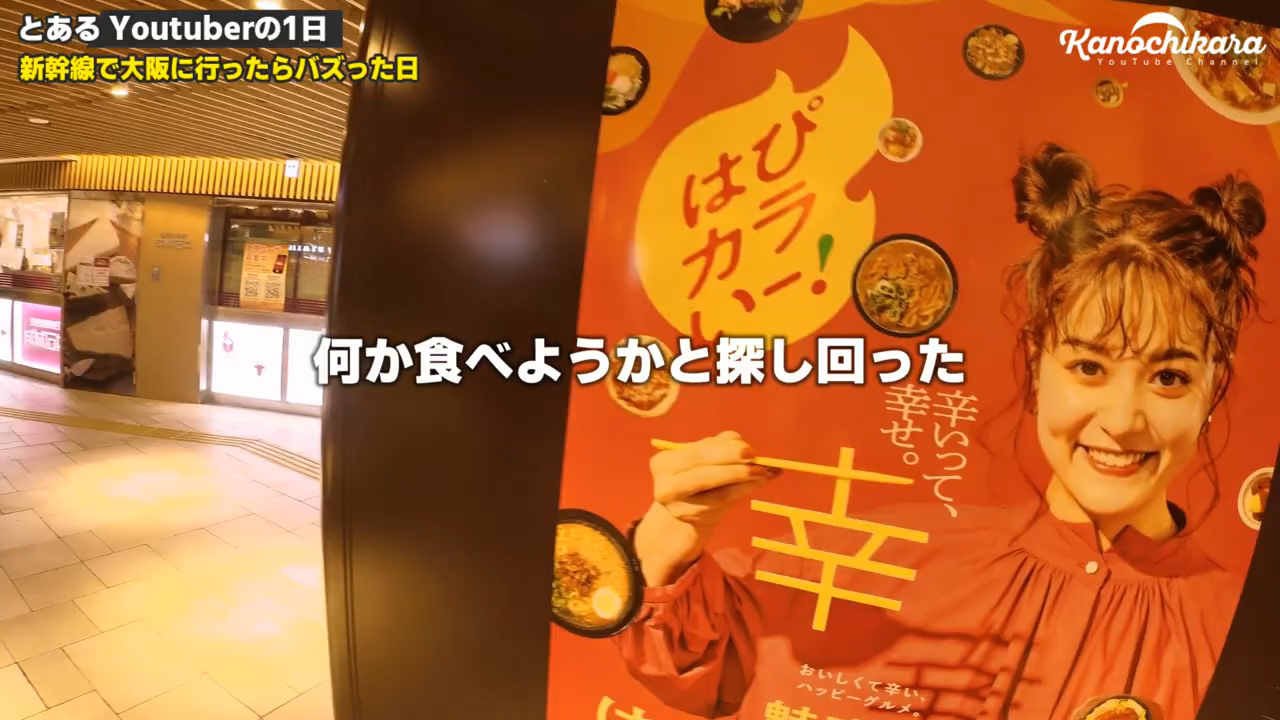 とある Youtuberの1日
新幹線で大阪に行ったらバズった日
Kanochikara
YouTube Channel
はぴ
カラ
、ー!
い
何か食べようかと探し回った
辛いって、
幸せ。
幸
おいしくて辛い、
ハッピーグルメ。
は